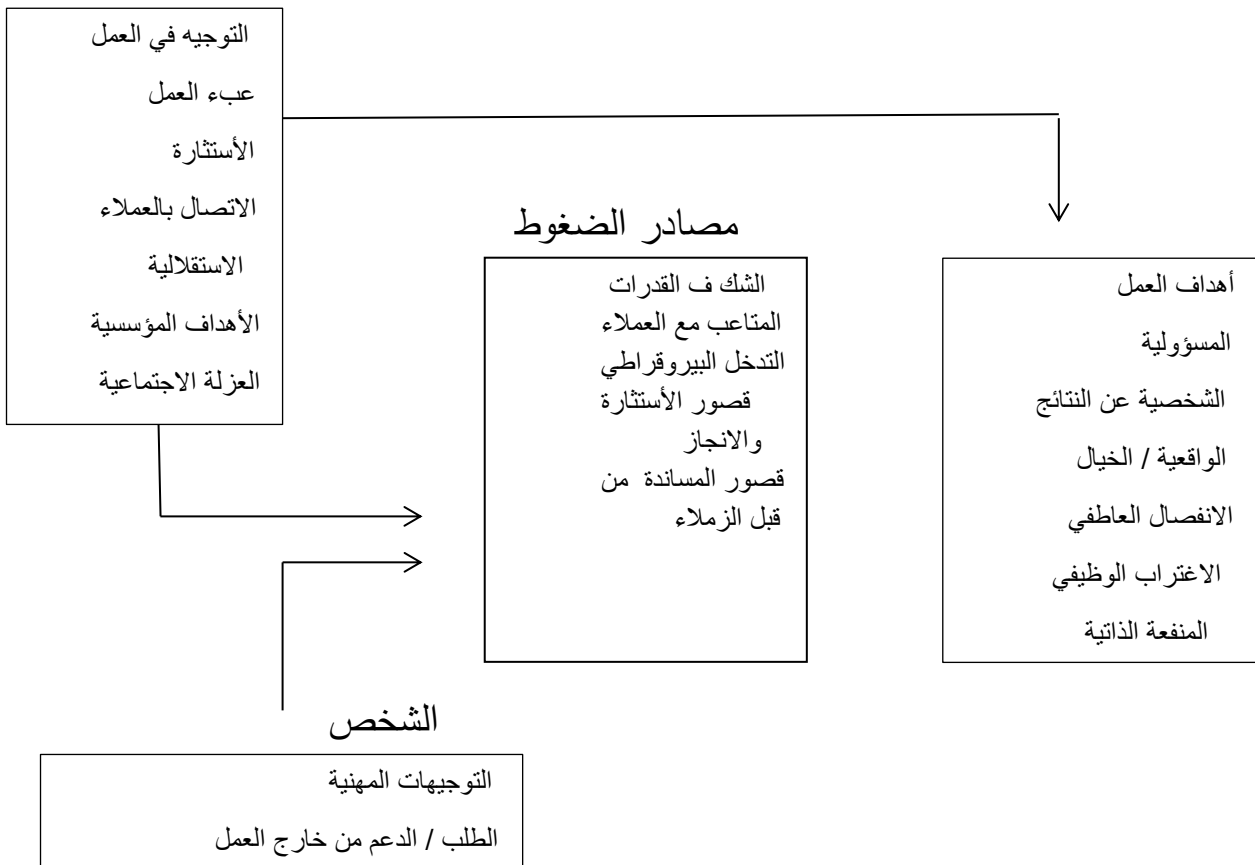 التوجيه في العمل
عبء العمل
الأستثارة
الاتصال بالعملاء
الاستقلالية
الأهداف المؤسسية
العزلة الاجتماعية
مصادر الضغوط
الشك ف القدرات
المتاعب مع العملاء
التدخل البيروقراطي
قصور الأستثارة
والانجاز
قصور المساندة من
قبل الزملاء
أهداف العمل
المسؤولية
الشخصية عن النتائج
الواقعية / الخيال
الانفصال العاطفي
الاغتراب الوظيفي
المنفعة الذاتية
الشخص
التوجيهات المهنية
الطلب / الدعم من خارج العمل